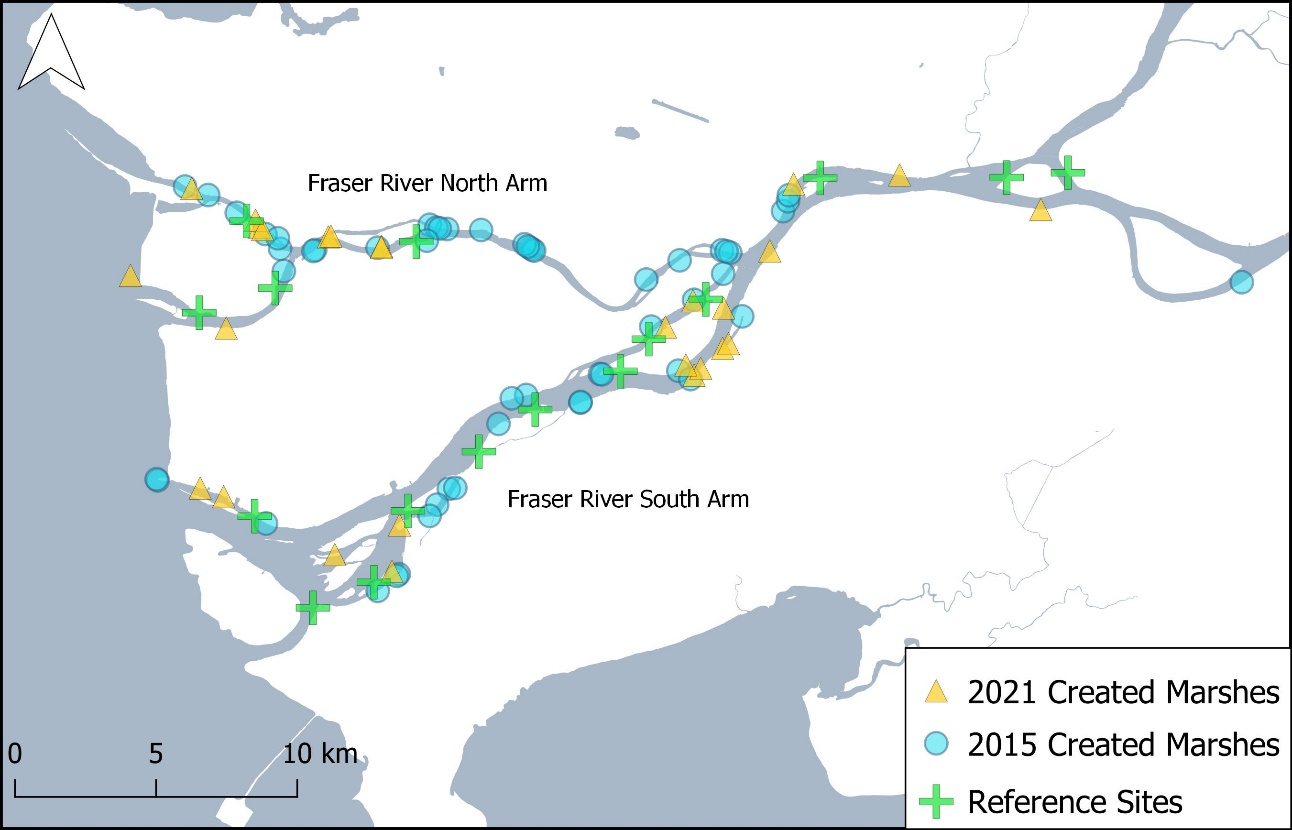 Fraser River North Arm
Fraser River South Arm
2021 Created Marshes
2015 Created Marshes
Reference Sites
0 5 10 km